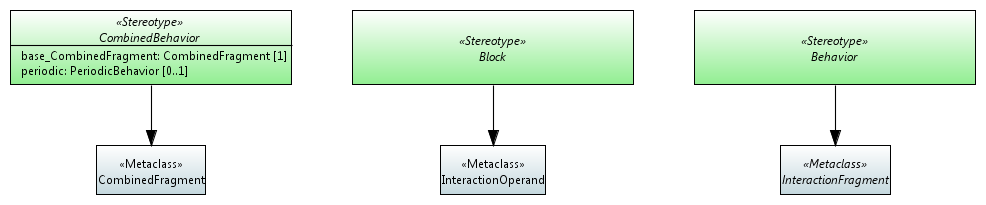 «Stereotype»
CombinedBehavior
base_CombinedFragment: CombinedFragment [1]
periodic: PeriodicBehavior [0..1]
«Stereotype»
Block
«Stereotype»
Behavior
«Metaclass»
CombinedFragment
«Metaclass»
InteractionOperand
«Metaclass»
InteractionFragment